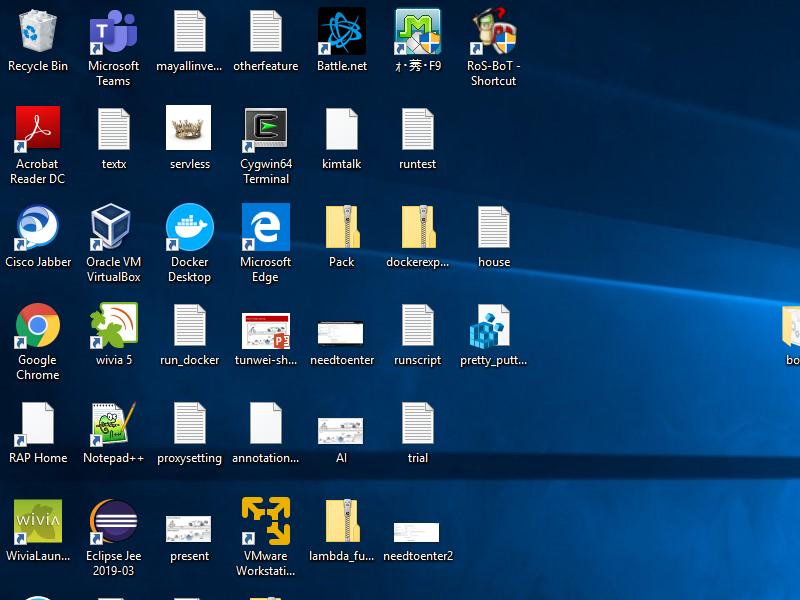 Recycle Bin
Microsoft
Teams
mayallinve...
otherfeature
Battle.net
ォ･莠･F9
RoS-BoT -
Shortcut
Acrobat
Reader DC
textx
servless
Cygwin64
Terminal
kimtalk
runtest
Cisco Jabber
Oracle VM
VirtualBox
Docker
Desktop
Microsoft
Edge
Pack
dockerexp...
house
Google
Chrome
wivia 5
run_docker
tunwei-sh...
needtoenter
runscript
pretty_putt...
bo
RAP Home
Notepad++
proxysetting
annotation...
AI
trial
wivia
WiviaLaun...
Eclipse Jee
2019-03
present
VMware
Workstati...
lambda_fu...
needtoenter2